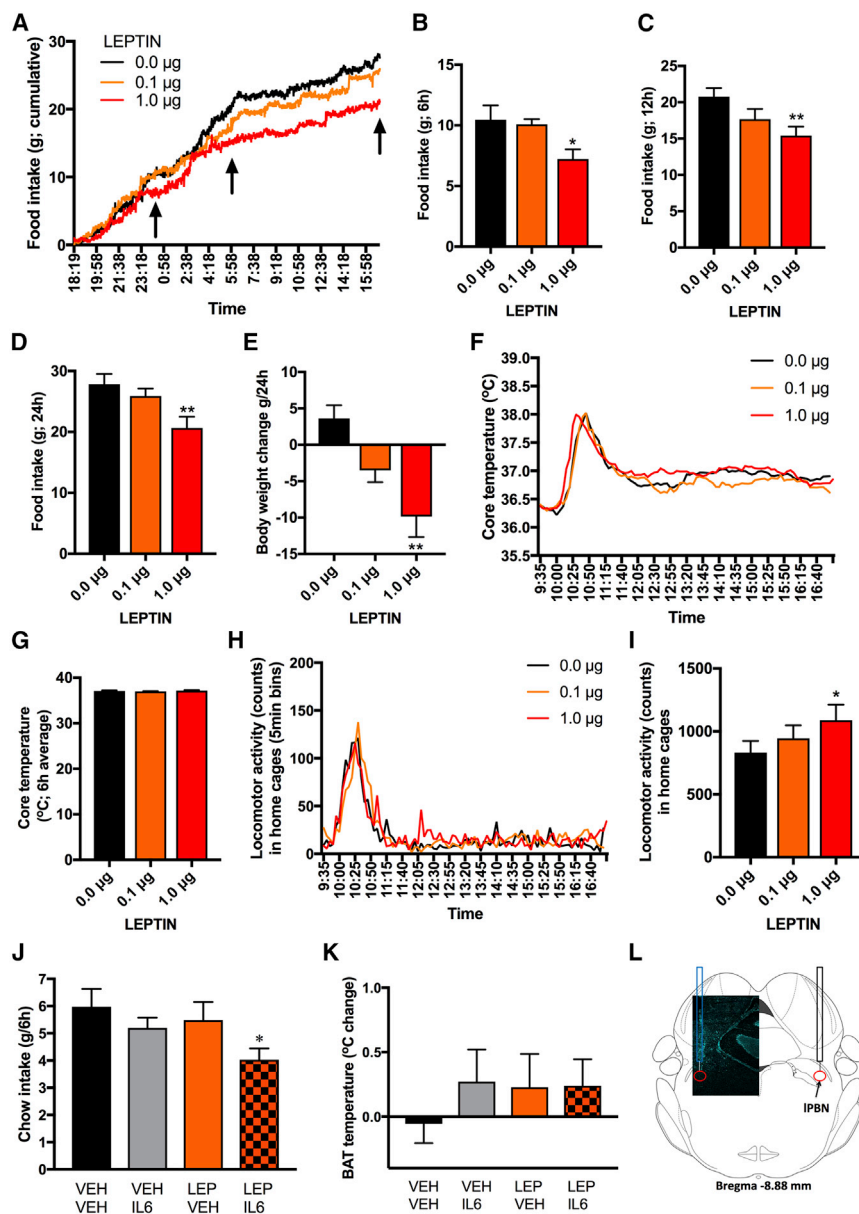 A
LEPTIN
0.0 µg
0.1 µg
1.0 µg
Food intake (g; cumulative)
30
20
10
0
18:19
19:58
21:38
23:18
0:58
2:38
4:18
5:58
7:38
9:18
10:58
12:38
14:18
15:58
Time
B
Food intake (g; 6h)
15
10
5
0
*
0.0 µg
0.1 µg
1.0 µg
LEPTIN
C
Food intake (g; 12h)
25
20
15
10
5
0
**
0.0 µg
0.1 µg
1.0 µg
LEPTIN
D
Food intake (g; 24h)
30
20
10
0
**
0.0 µg
0.1 µg
1.0 µg
LEPTIN
E
Body weight change g/24h
10
5
0
-5
-10
-15
**
0.0 µg
0.1 µg
1.0 µg
LEPTIN
F
Core temperature (ºC)
39.0
38.5
38.0
37.5
37.0
36.5
36.0
35.5
0.0 µg
0.1 µg
1.0 µg
9:35
10:00
10:25
10:50
11:15
11:40
12:05
12:30
12:55
13:20
13:45
14:10
14:35
15:00
15:25
15:50
16:15
16:40
Time
G
Core temperature
(ºC; 6h average)
40
30
20
10
0
0.0 µg
0.1 µg
1.0 µg
LEPTIN
H
Locomotor activity (counts)
in home cages (5min bins)
200
150
100
50
0
0.0 µg
0.1 µg
1.0 µg
9:35
10:00
10:25
10:50
11:15
11:40
12:05
12:30
12:55
13:20
13:45
14:10
14:35
15:00
15:25
15:50
16:15
16:40
Time
I
Locomotor activity (counts)
in home cages
1500
1000
500
0
*
0.0 µg
0.1 µg
1.0 µg
LEPTIN
J
Chow intake (g/6h)
7
6
5
4
3
2
1
0
*
VEH VEH LEP LEP
VEH IL6 VEH IL6
K
BAT temperature (ºC change)
1.0
0.5
0.0
VEH VEH LEP LEP
VEH IL6 VEH IL6
L
lPBN
Bregma -8.88 mm